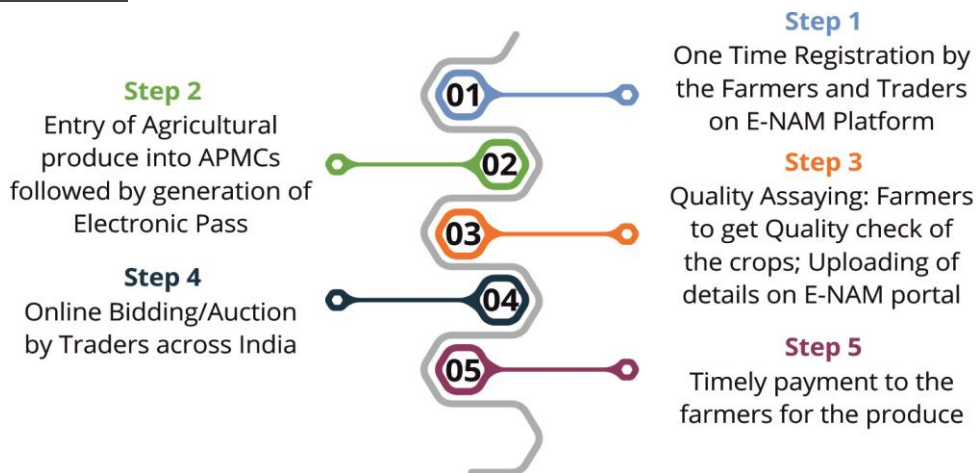 Step 1
One Time Registration by
the Farmers and Traders
on E-NAM Platform
01
Step 2
Entry of Agricultural
produce into APMCs
followed by generation of
Electronic Pass
02
Step 3
Quality Assaying: Farmers
to get Quality check of
the crops; Uploading of
details on E-NAM portal
03
Step 4
Online Bidding/Auction
by Traders across India
04
Step 5
Timely payment to the
farmers for the produce
05